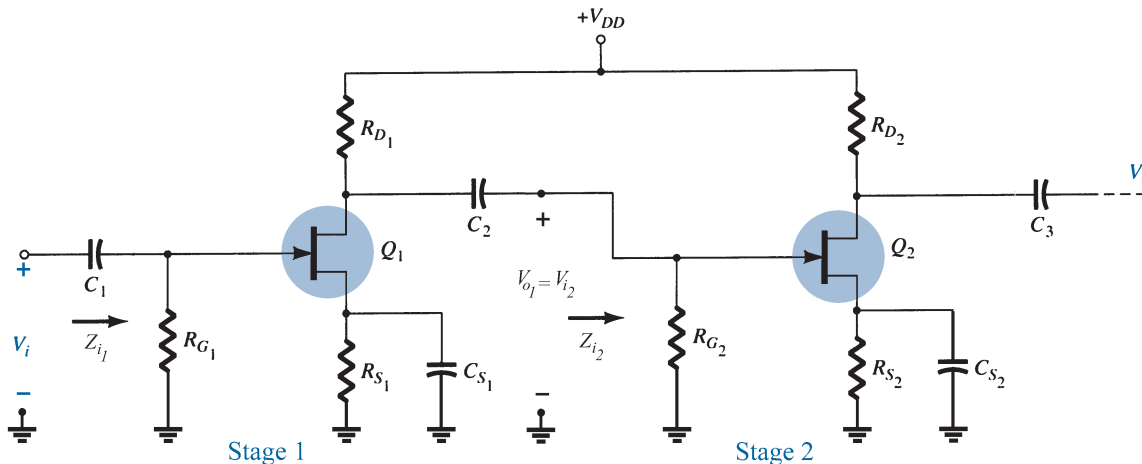 +V_DD
R_D1
R_D2
V
C_2
C_3
+
Q_1
Q_2
+
C_1
V_o1 = V_i2
V_i
Z_i1
R_G1
Z_i2
R_G2
R_S1
C_S1
R_S2
C_S2
−
−
Stage 1
Stage 2